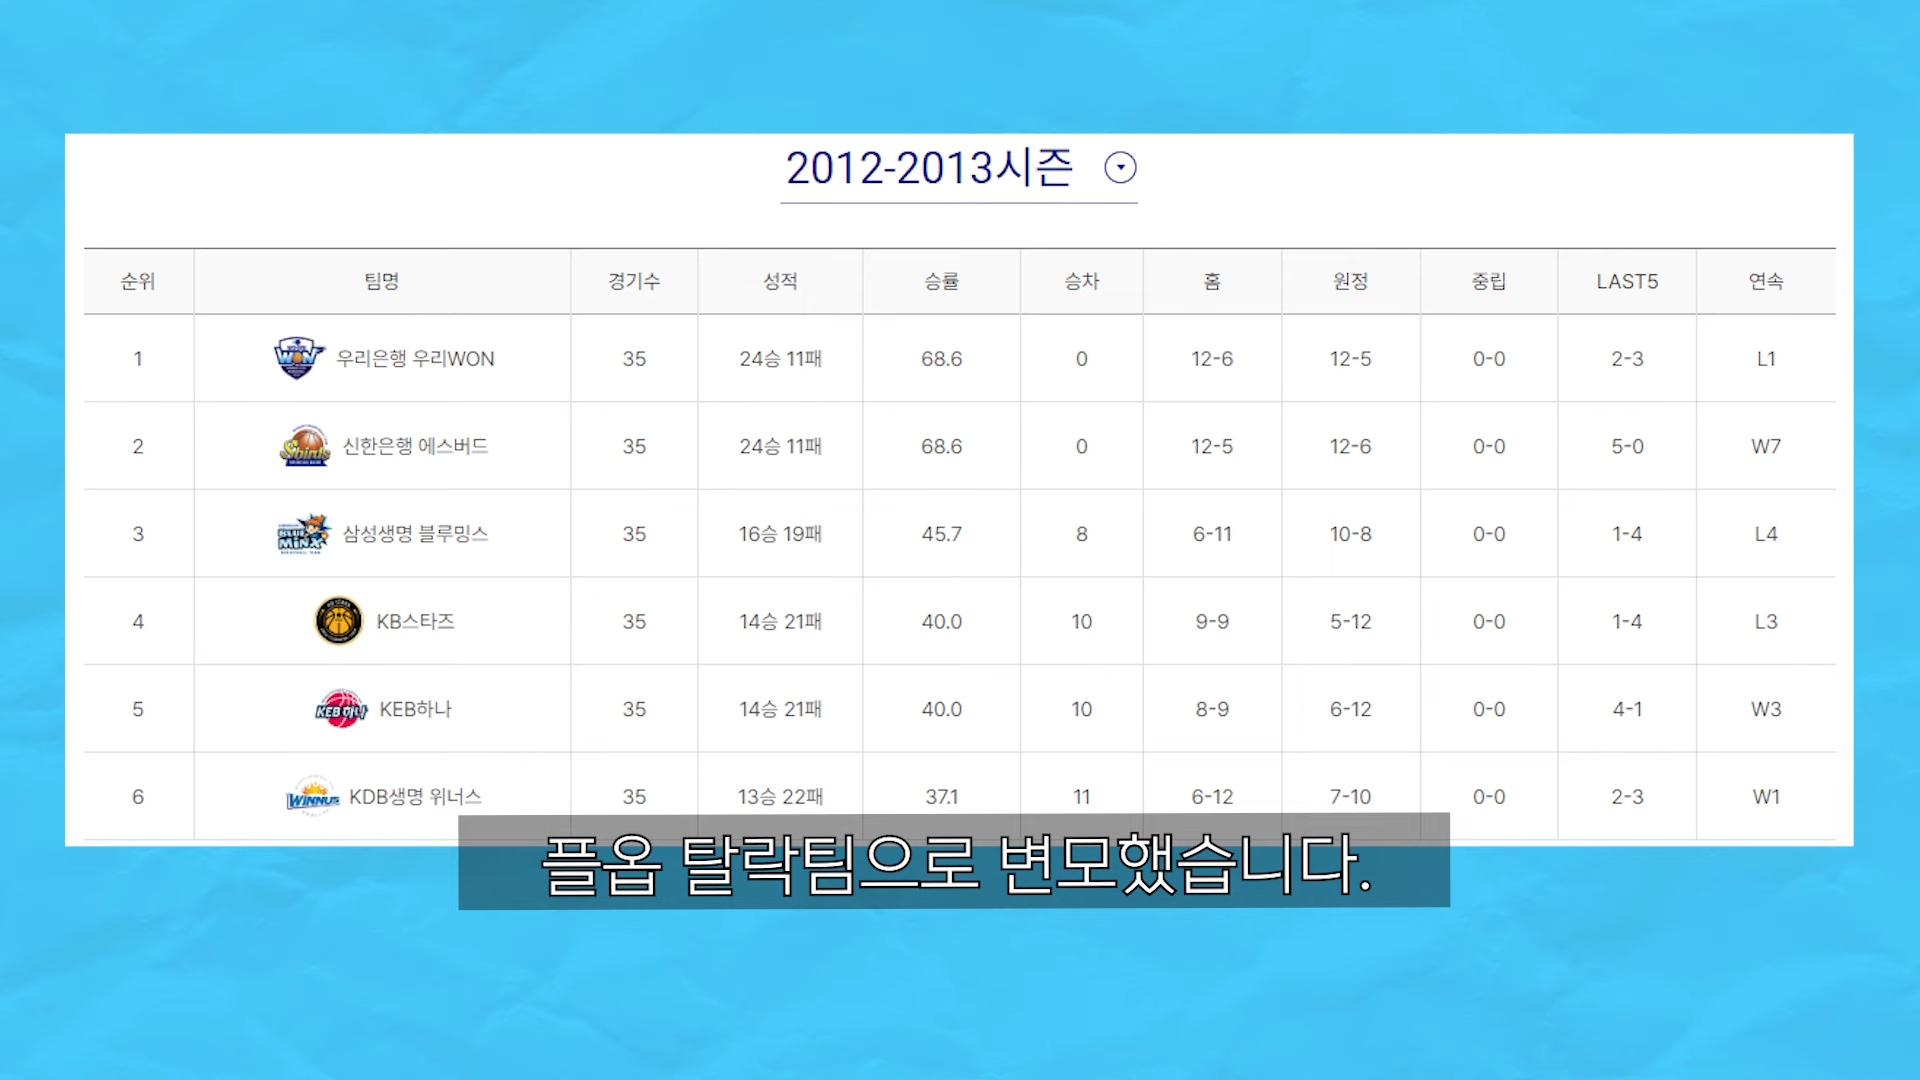 2012-2013시즌
순위 팀명 경기수 성적 승률 승차 홈 원정 중립 LAST5 연속
1 WON 우리은행 우리WON 35 24승 11패 68.6 0 12-6 12-5 0-0 2-3 L1
2 Sbirds 신한은행 에스버드 35 24승 11패 68.6 0 12-5 12-6 0-0 5-0 W7
3 BLUE MINX 삼성생명 블루밍스 35 16승 19패 45.7 8 6-11 10-8 0-0 1-4 L4
4 KB스타즈 35 14승 21패 40.0 10 9-9 5-12 0-0 1-4 L3
5 KEB하나 KEB하나 35 14승 21패 40.0 10 8-9 6-12 0-0 4-1 W3
6 WINNUS KDB생명 위너스 35 13승 22패 37.1 11 6-12 7-10 0-0 2-3 W1
플옵 탈락팀으로 변모했습니다.